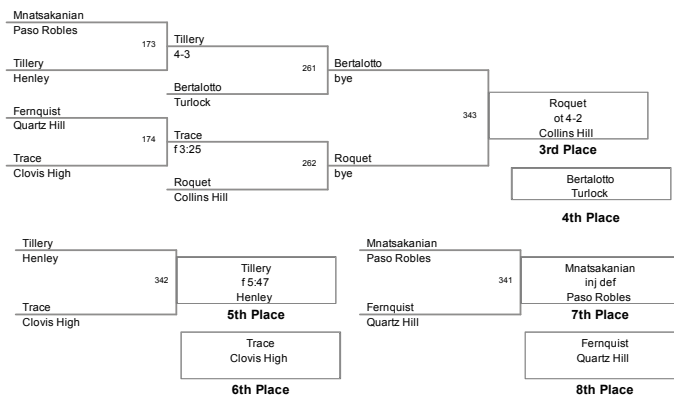 Mnatsakanian
Paso Robles
173
Tillery
4-3
Tillery
Henley
261
Bertalotto
bye
Bertalotto
Turlock
Fernquist
Quartz Hill
174
Trace
f 3:25
Trace
Clovis High
262
Roquet
bye
Roquet
Collins Hill
343
Roquet
ot 4-2
Collins Hill
3rd Place
Bertalotto
Turlock
4th Place
Tillery
Henley
342
Trace
Clovis High
Tillery
f 5:47
Henley
5th Place
Trace
Clovis High
6th Place
Mnatsakanian
Paso Robles
341
Fernquist
Quartz Hill
Mnatsakanian
inj def
Paso Robles
7th Place
Fernquist
Quartz Hill
8th Place